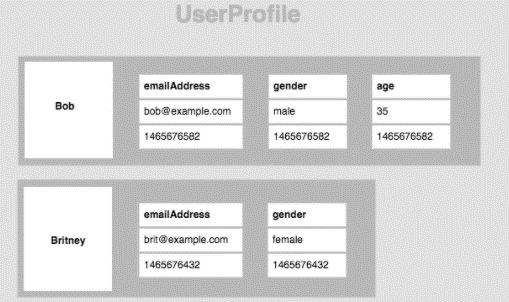 UserProfile
emailAddress gender age
Bob
bob@example.com male 35
1465676582 1465676582 1465676582
emailAddress gender
Britney
brit@example.com female
1465676432 1465676432